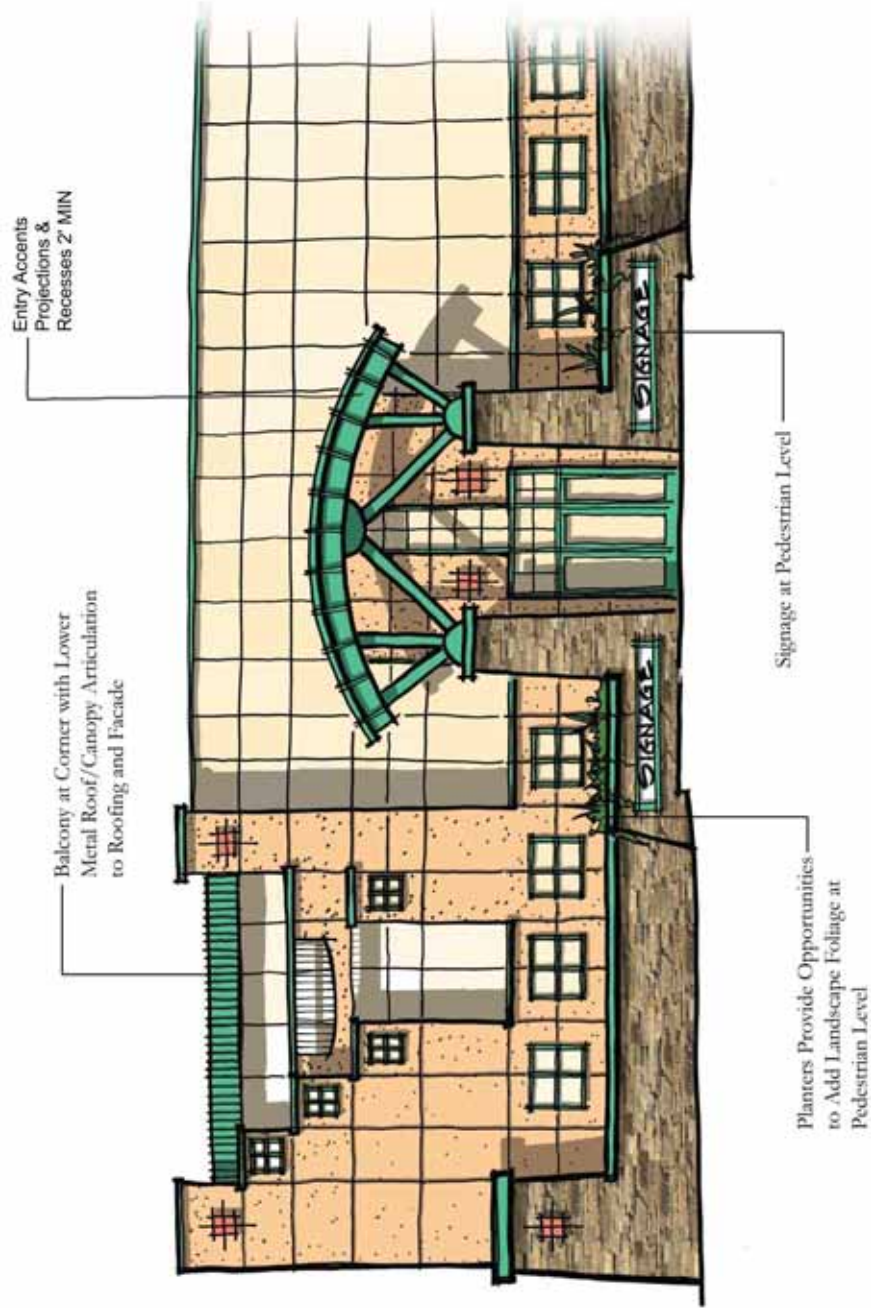 Balcony at Corner with Lower
Metal Roof/Canopy Articulation
to Roofing and Facade
Entry Accents
Projections &
Recesses 2' MIN
SIGNAGE
SIGNAGE
Planters Provide Opportunities
to Add Landscape Foliage at
Pedestrian Level
Signage at Pedestrian Level